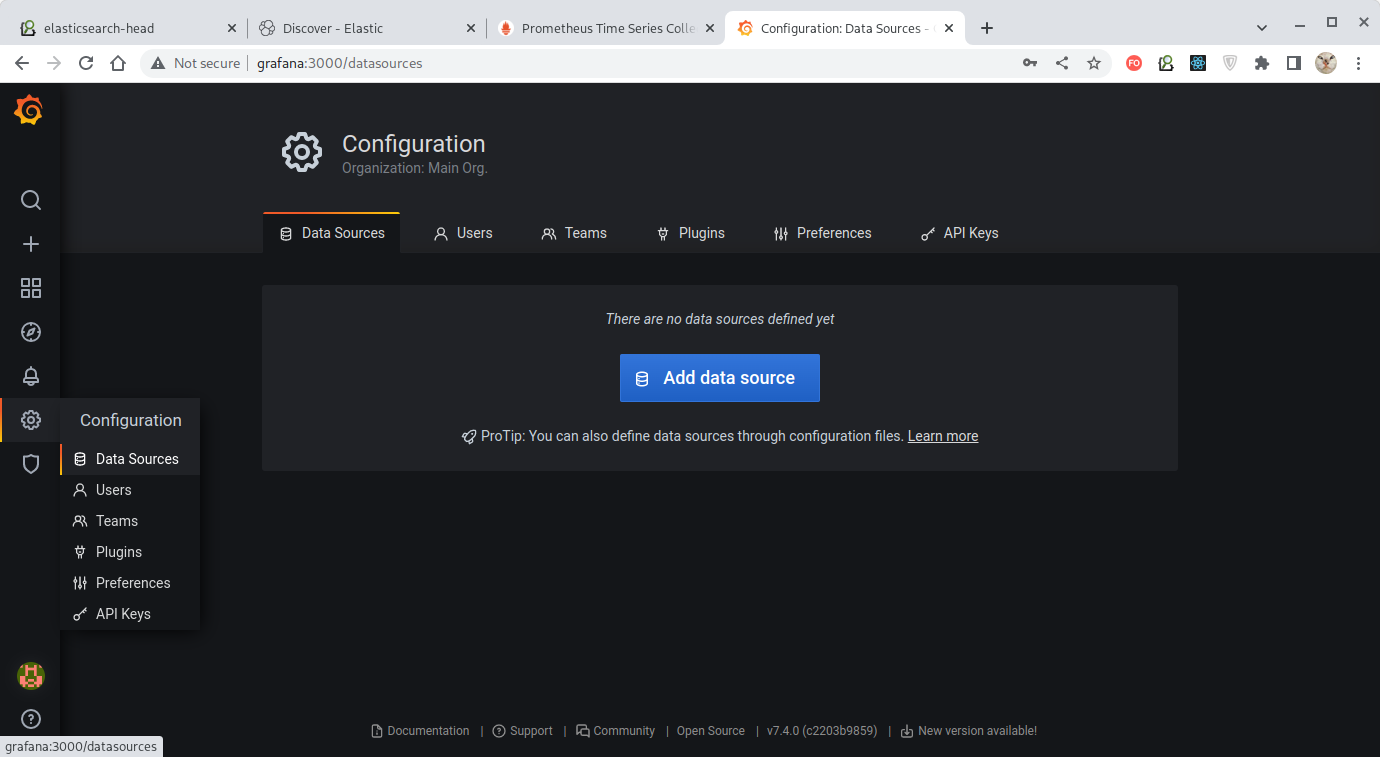 elasticsearch-head
Discover - Elastic
Prometheus Time Series Colle
Configuration: Data Sources -
Not secure
grafana:3000/datasources
FO
Configuration
Organization: Main Org.
Data Sources
Users
Teams
Plugins
Preferences
API Keys
There are no data sources defined yet
Add data source
ProTip: You can also define data sources through configuration files. Learn more
Configuration
Data Sources
Users
Teams
Plugins
Preferences
API Keys
Documentation | Support | Community | Open Source | v7.4.0 (c2203b9859) | New version available!
grafana:3000/datasources